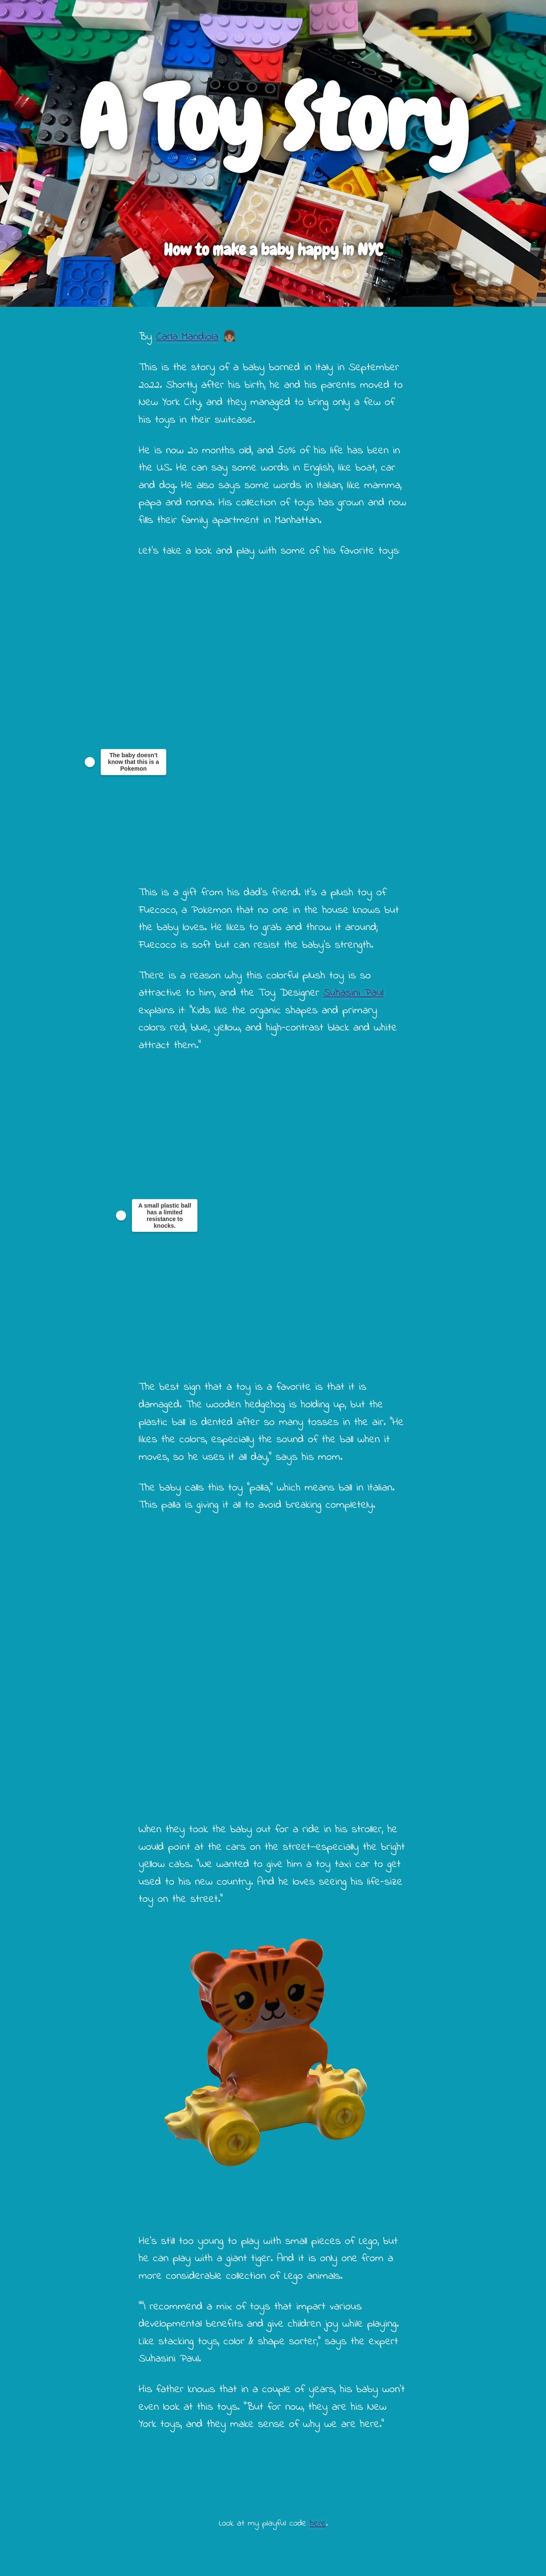 A Toy Story
How to make a baby happy in NYC
By Carla Mandiola 👧🏽
This is the story of a baby borned in Italy in September
2022. Shortly after his birth, he and his parents moved to
New York City, and they managed to bring only a few of
his toys in their suitcase.
He is now 20 months old, and 50% of his life has been in
the US. He can say some words in English, like boat, car
and dog. He also says some words in Italian, like mamma,
papa and nonna. His collection of toys has grown and now
fills their family apartment in Manhattan.
Let's take a look and play with some of his favorite toys:
The baby doesn't
know that this is a
Pokemon
This is a gift from his dad's friend. It's a plush toy of
Fuecoco, a Pokemon that no one in the house knows but
the baby loves. He likes to grab and throw it around;
Fuecoco is soft but can resist the baby's strength.
There is a reason why this colorful plush toy is so
attractive to him, and the Toy Designer Suhasini Paul
explains it: "Kids like the organic shapes and primary
colors: red, blue, yellow, and high-contrast black and white
attract them."
A small plastic ball
has a limited
resistance to
knocks.
The best sign that a toy is a favorite is that it is
damaged. The wooden hedgehog is holding up, but the
plastic ball is dented after so many tosses in the air. "He
likes the colors, especially the sound of the ball when it
moves, so he uses it all day," says his mom.
The baby calls this toy "palla," which means ball in Italian.
This palla is giving it all to avoid breaking completely.
When they took the baby out for a ride in his stroller, he
would point at the cars on the street—especially the bright
yellow cabs. "We wanted to give him a toy taxi car to get
used to his new country. And he loves seeing his life-size
toy on the street."
He's still too young to play with small pieces of Lego, but
he can play with a giant tiger. And it is only one from a
more considerable collection of Lego animals.
""I recommend a mix of toys that impart various
developmental benefits and give children joy while playing.
Like stacking toys, color & shape sorter," says the expert
Suhasini Paul.
His father knows that in a couple of years, his baby won't
even look at this toys. "But for now, they are his New
York toys, and they make sense of why we are here."
Look at my playful code here.